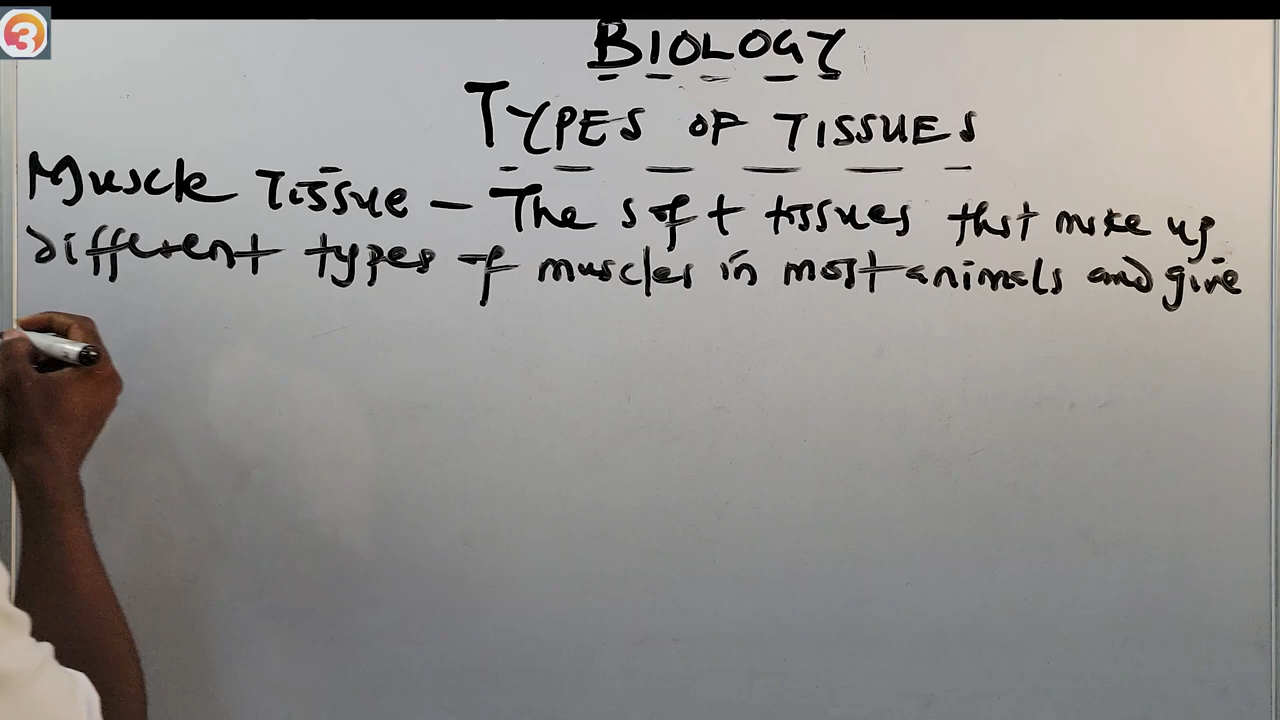 BIOLOGY
TYPES OF TISSUES
Muscle Tissue – The soft tissues that make up
different types of muscles in most animals and give
3